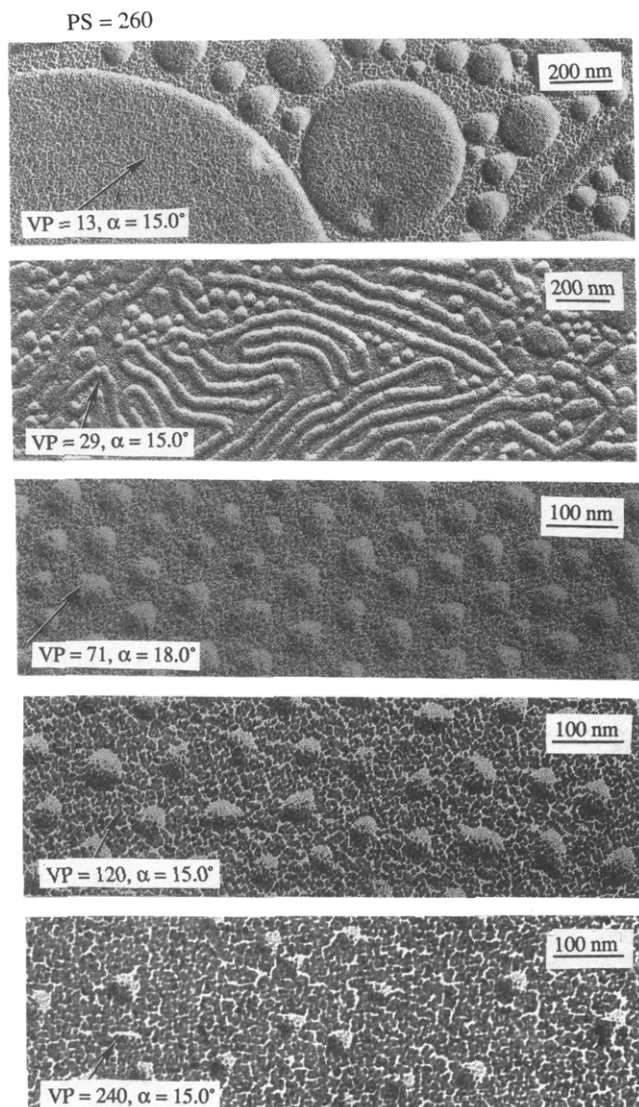 PS = 260
200 nm
VP = 13, α = 15.0°
200 nm
VP = 29, α = 15.0°
100 nm
VP = 71, α = 18.0°
100 nm
VP = 120, α = 15.0°
100 nm
VP = 240, α = 15.0°